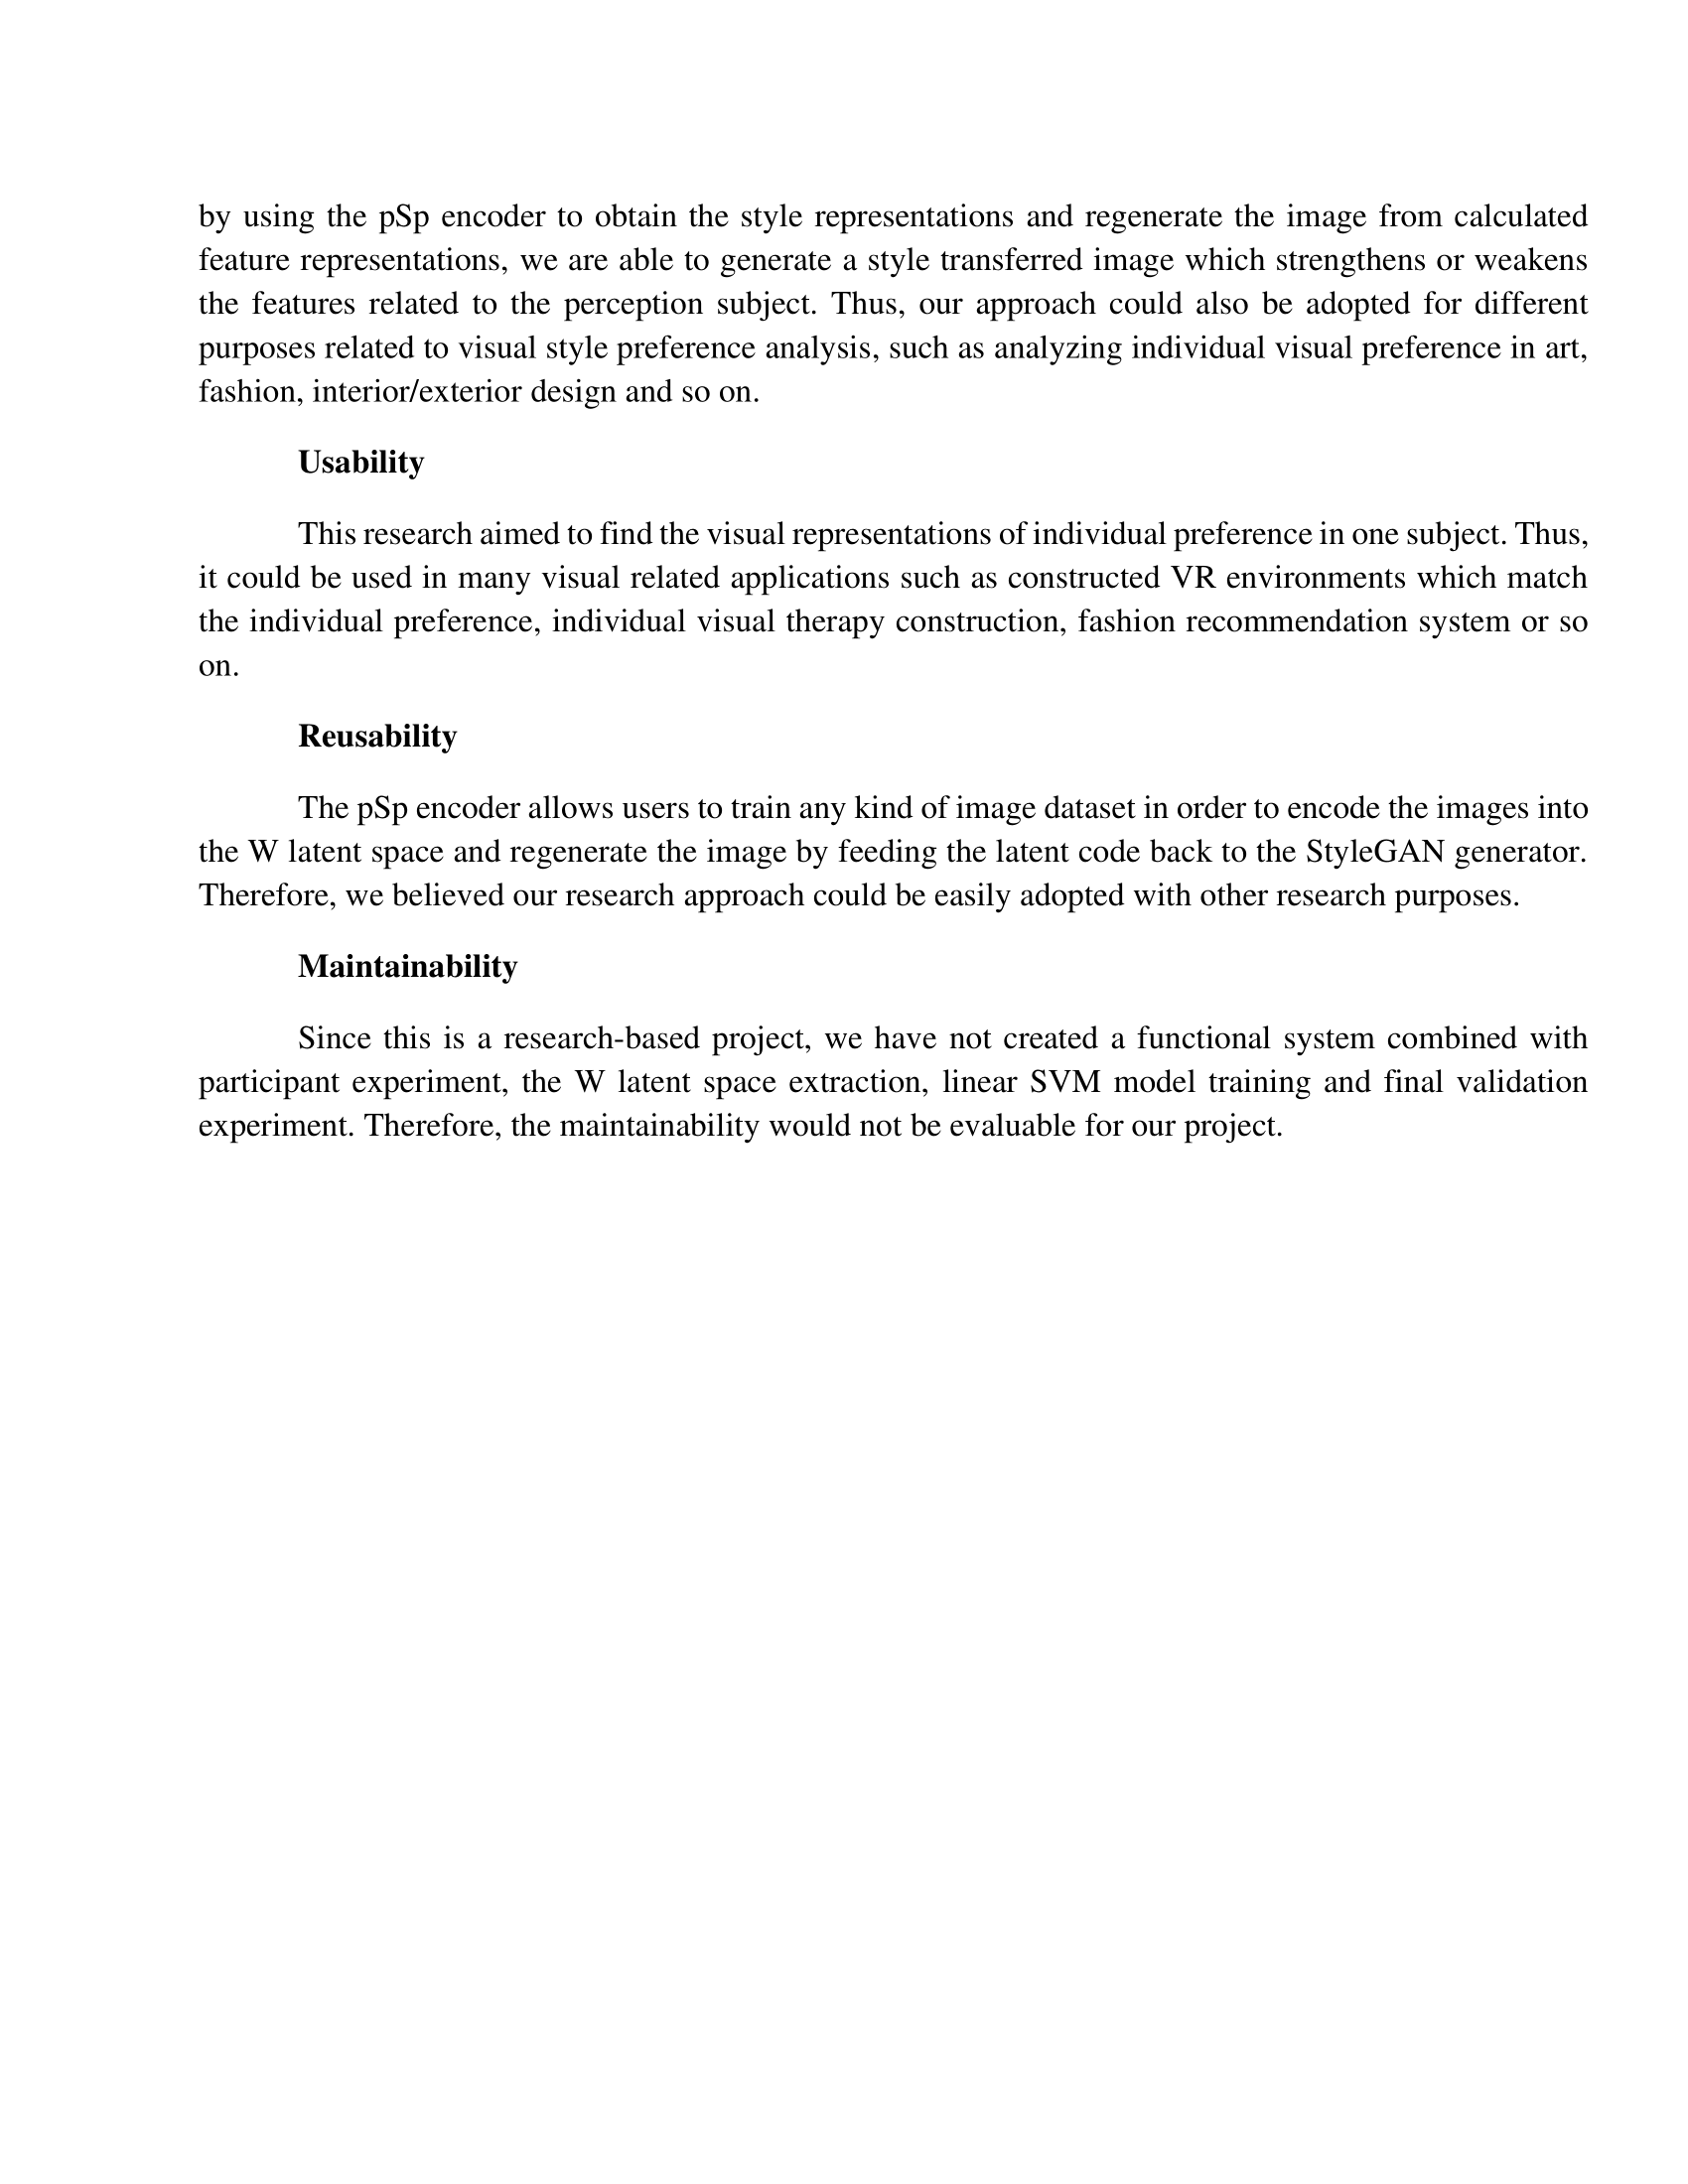 by using the pSp encoder to obtain the style representations and regenerate the image from calculated
feature representations, we are able to generate a style transferred image which strengthens or weakens
the features related to the perception subject. Thus, our approach could also be adopted for different
purposes related to visual style preference analysis, such as analyzing individual visual preference in art,
fashion, interior/exterior design and so on.
Usability
This research aimed to find the visual representations of individual preference in one subject. Thus,
it could be used in many visual related applications such as constructed VR environments which match
the individual preference, individual visual therapy construction, fashion recommendation system or so
on.
Reusability
The pSp encoder allows users to train any kind of image dataset in order to encode the images into
the W latent space and regenerate the image by feeding the latent code back to the StyleGAN generator.
Therefore, we believed our research approach could be easily adopted with other research purposes.
Maintainability
Since this is a research-based project, we have not created a functional system combined with
participant experiment, the W latent space extraction, linear SVM model training and final validation
experiment. Therefore, the maintainability would not be evaluable for our project.